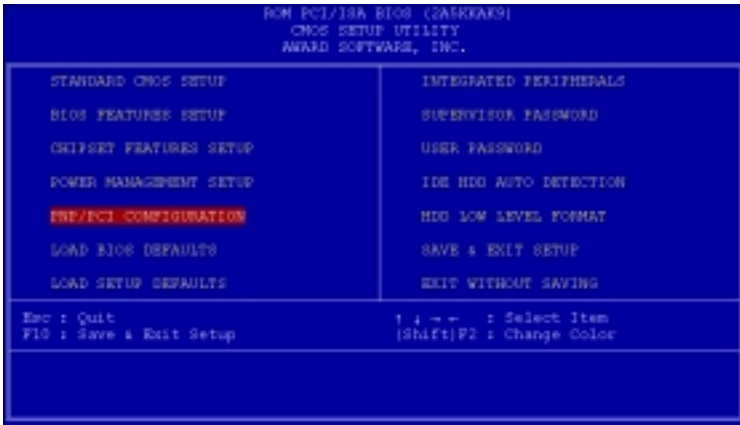 ROM PCI/ISA BIOS (2A5KKAK9)
CMOS SETUP UTILITY
AWARD SOFTWARE, INC.
STANDARD CMOS SETUP
BIOS FEATURES SETUP
CHIPSET FEATURES SETUP
POWER MANAGEMENT SETUP
PNP/PCI CONFIGURATION
LOAD BIOS DEFAULTS
LOAD SETUP DEFAULTS
INTEGRATED PERIPHERALS
SUPERVISOR PASSWORD
USER PASSWORD
IDE HDD AUTO DETECTION
HDD LOW LEVEL FORMAT
SAVE & EXIT SETUP
EXIT WITHOUT SAVING
Esc : Quit
F10 : Save & Exit Setup
↑ ↓ → ← : Select Item
(Shift)F2 : Change Color